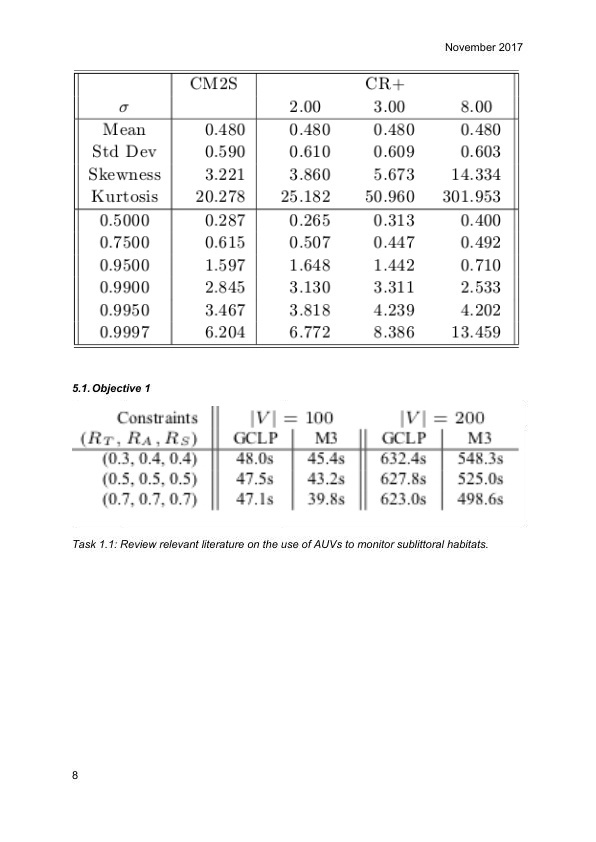 November 2017
CM2S CR+
σ 2.00 3.00 8.00
Mean 0.480 0.480 0.480 0.480
Std Dev 0.590 0.610 0.609 0.603
Skewness 3.221 3.860 5.673 14.334
Kurtosis 20.278 25.182 50.960 301.953
0.5000 0.287 0.265 0.313 0.400
0.7500 0.615 0.507 0.447 0.492
0.9500 1.597 1.648 1.442 0.710
0.9900 2.845 3.130 3.311 2.533
0.9950 3.467 3.818 4.239 4.202
0.9997 6.204 6.772 8.386 13.459
5.1. Objective 1
Constraints |V| = 100 |V| = 200
(R_T, R_A, R_S) GCLP M3 GCLP M3
(0.3, 0.4, 0.4) 48.0s 45.4s 632.4s 548.3s
(0.5, 0.5, 0.5) 47.5s 43.2s 627.8s 525.0s
(0.7, 0.7, 0.7) 47.1s 39.8s 623.0s 498.6s
Task 1.1: Review relevant literature on the use of AUVs to monitor sublittoral habitats.
8